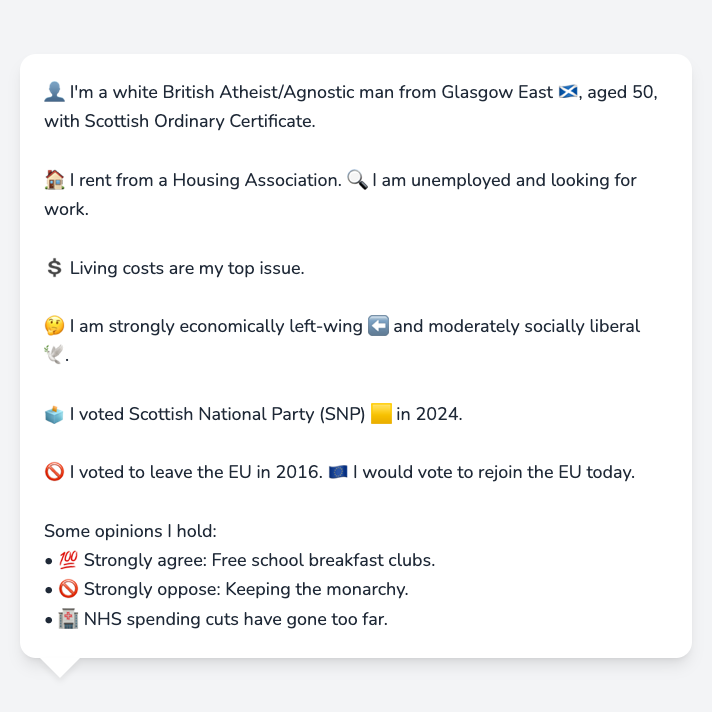 👤 I'm a white British Atheist/Agnostic man from Glasgow East 🏴󠁧󠁢󠁳󠁣󠁴󠁿, aged 50,
with Scottish Ordinary Certificate.
🏠 I rent from a Housing Association. 🔍 I am unemployed and looking for
work.
💲 Living costs are my top issue.
🤔 I am strongly economically left-wing ⬅️ and moderately socially liberal
🕊️.
🗳️ I voted Scottish National Party (SNP) 🟨 in 2024.
🚫 I voted to leave the EU in 2016. 🇪🇺 I would vote to rejoin the EU today.
Some opinions I hold:
• 💯 Strongly agree: Free school breakfast clubs.
• 🚫 Strongly oppose: Keeping the monarchy.
• 🏥 NHS spending cuts have gone too far.